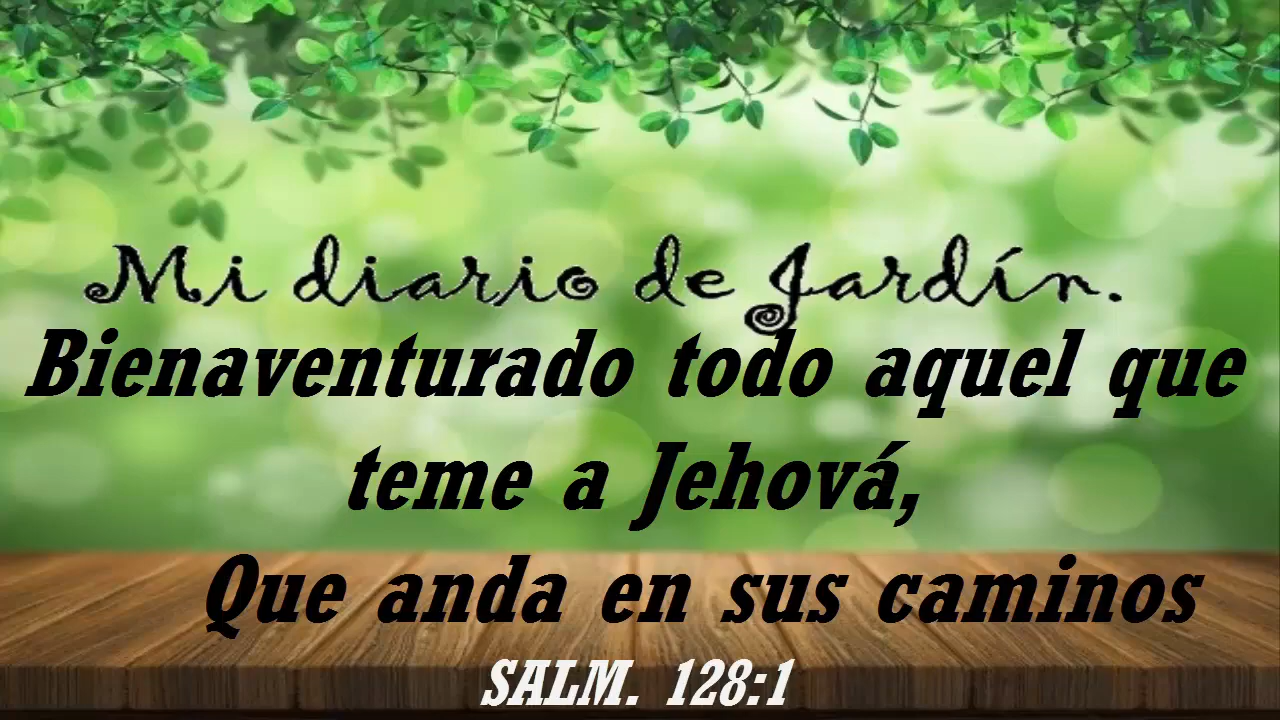 Mi diario de Jardín.
Bienaventurado todo aquel que
teme a Jehová,
Que anda en sus caminos
SALM. 128:1